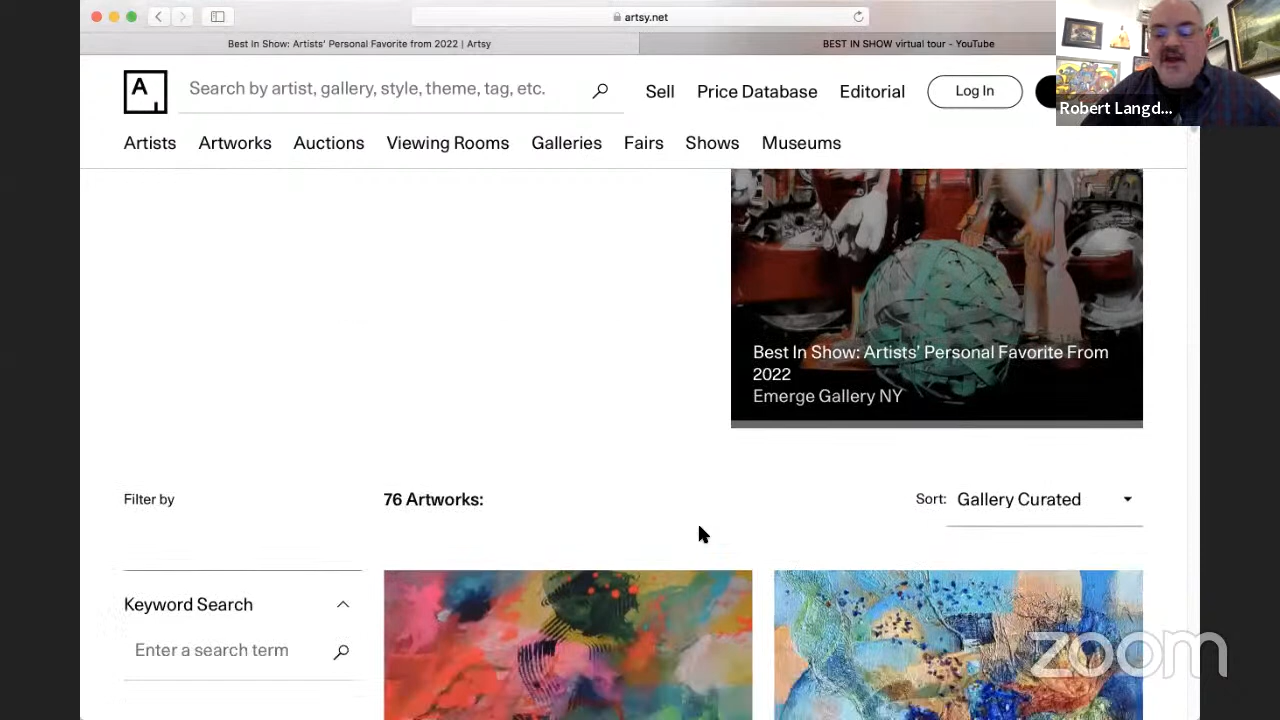 artsy.net
Best In Show: Artists' Personal Favorite from 2022 | Artsy
BEST IN SHOW virtual tour - YouTube
A
Search by artist, gallery, style, theme, tag, etc.
Sell
Price Database
Editorial
Log In
Robert Langd...
Artists
Artworks
Auctions
Viewing Rooms
Galleries
Fairs
Shows
Museums
Best In Show: Artists' Personal Favorite From
2022
Emerge Gallery NY
Filter by
76 Artworks:
Sort:
Gallery Curated
Keyword Search
Enter a search term
zoom